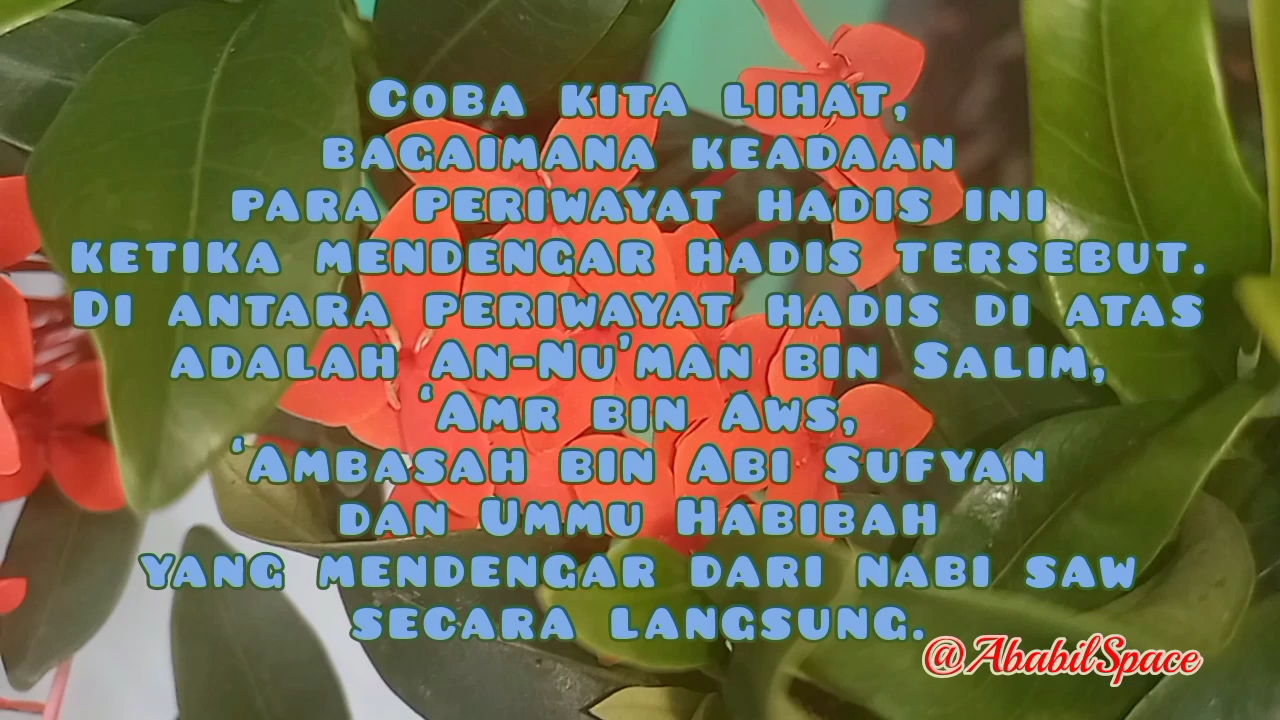 Coba kita lihat,
bagaimana keadaan
para periwayat hadis ini
ketika mendengar hadis tersebut.
Di antara periwayat hadis di atas
adalah An-Nu’man bin Salim,
‘Amr bin Aws,
‘Ambasah bin Abi Sufyan
dan Ummu Habibah
yang mendengar dari nabi saw
secara langsung.
@AbabilSpace